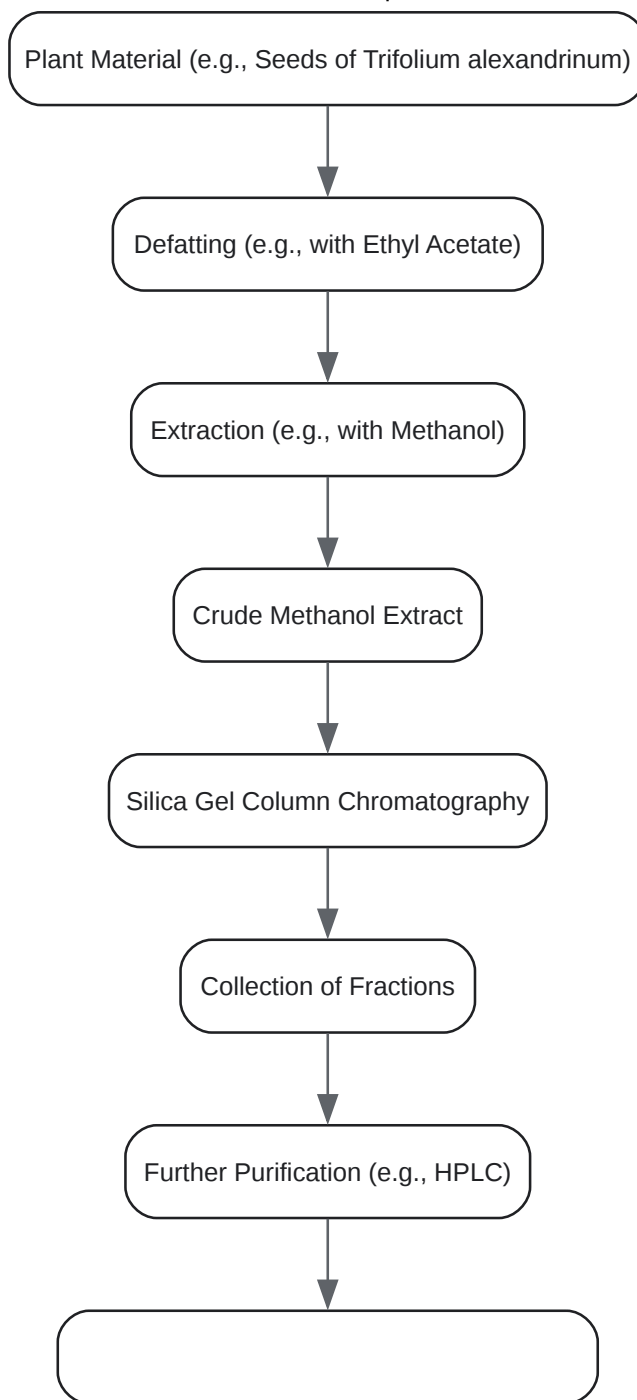 Plant Material (e.g., Seeds of Trifolium alexandrinum)
Defatting (e.g., with Ethyl Acetate)
Extraction (e.g., with Methanol)
Crude Methanol Extract
Silica Gel Column Chromatography
Collection of Fractions
Further Purification (e.g., HPLC)